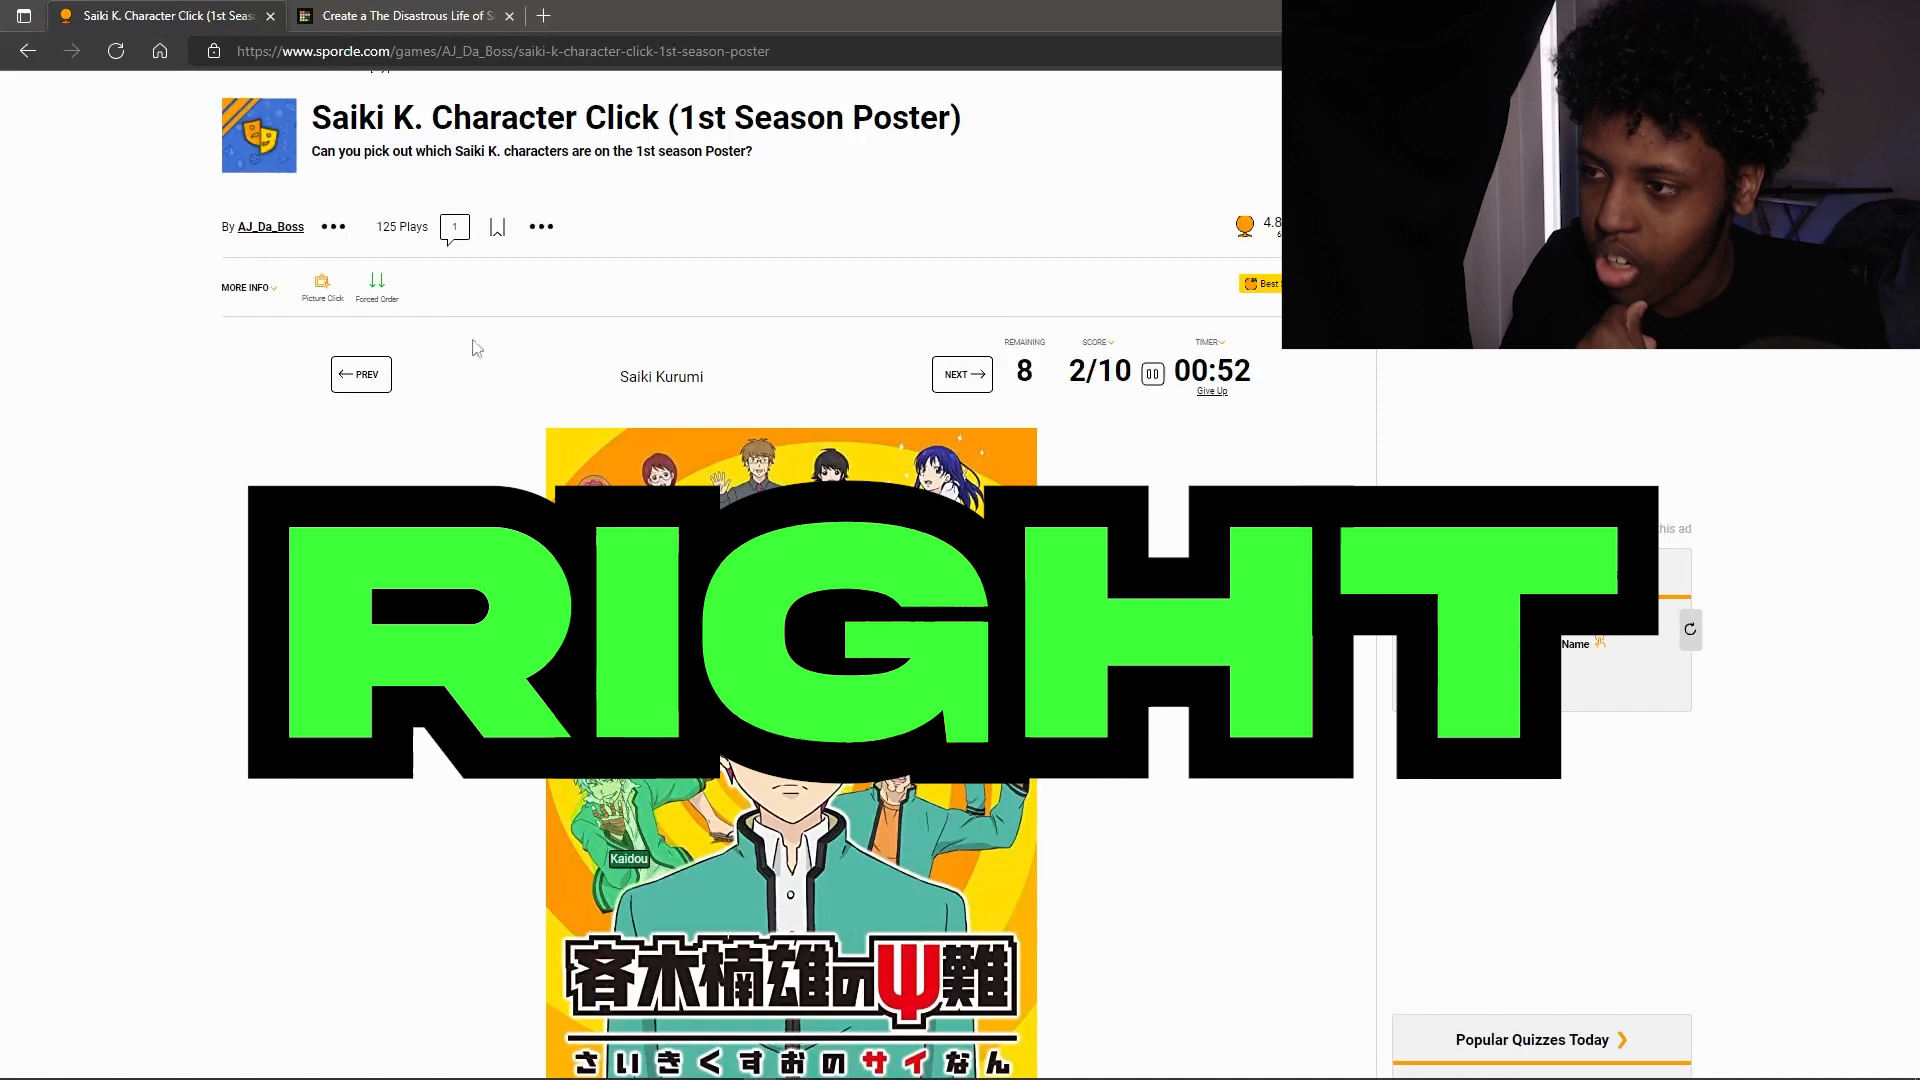 Saiki K. Character Click (1st Seas
Create a The Disastrous Life of S
https://www.sporcle.com/games/AJ_Da_Boss/saiki-k-character-click-1st-season-poster
Saiki K. Character Click (1st Season Poster)
Can you pick out which Saiki K. characters are on the 1st season Poster?
By AJ_Da_Boss
125 Plays
1
4.8
MORE INFO
Picture Click
Forced Order
Best
PREV
Saiki Kurumi
NEXT
REMAINING
8
SCORE
2/10
TIMER
00:52
Give Up
this ad
RIGHT
Name
Kaidou
斉木楠雄のΨ難
さいきくすおのサイなん
Popular Quizzes Today